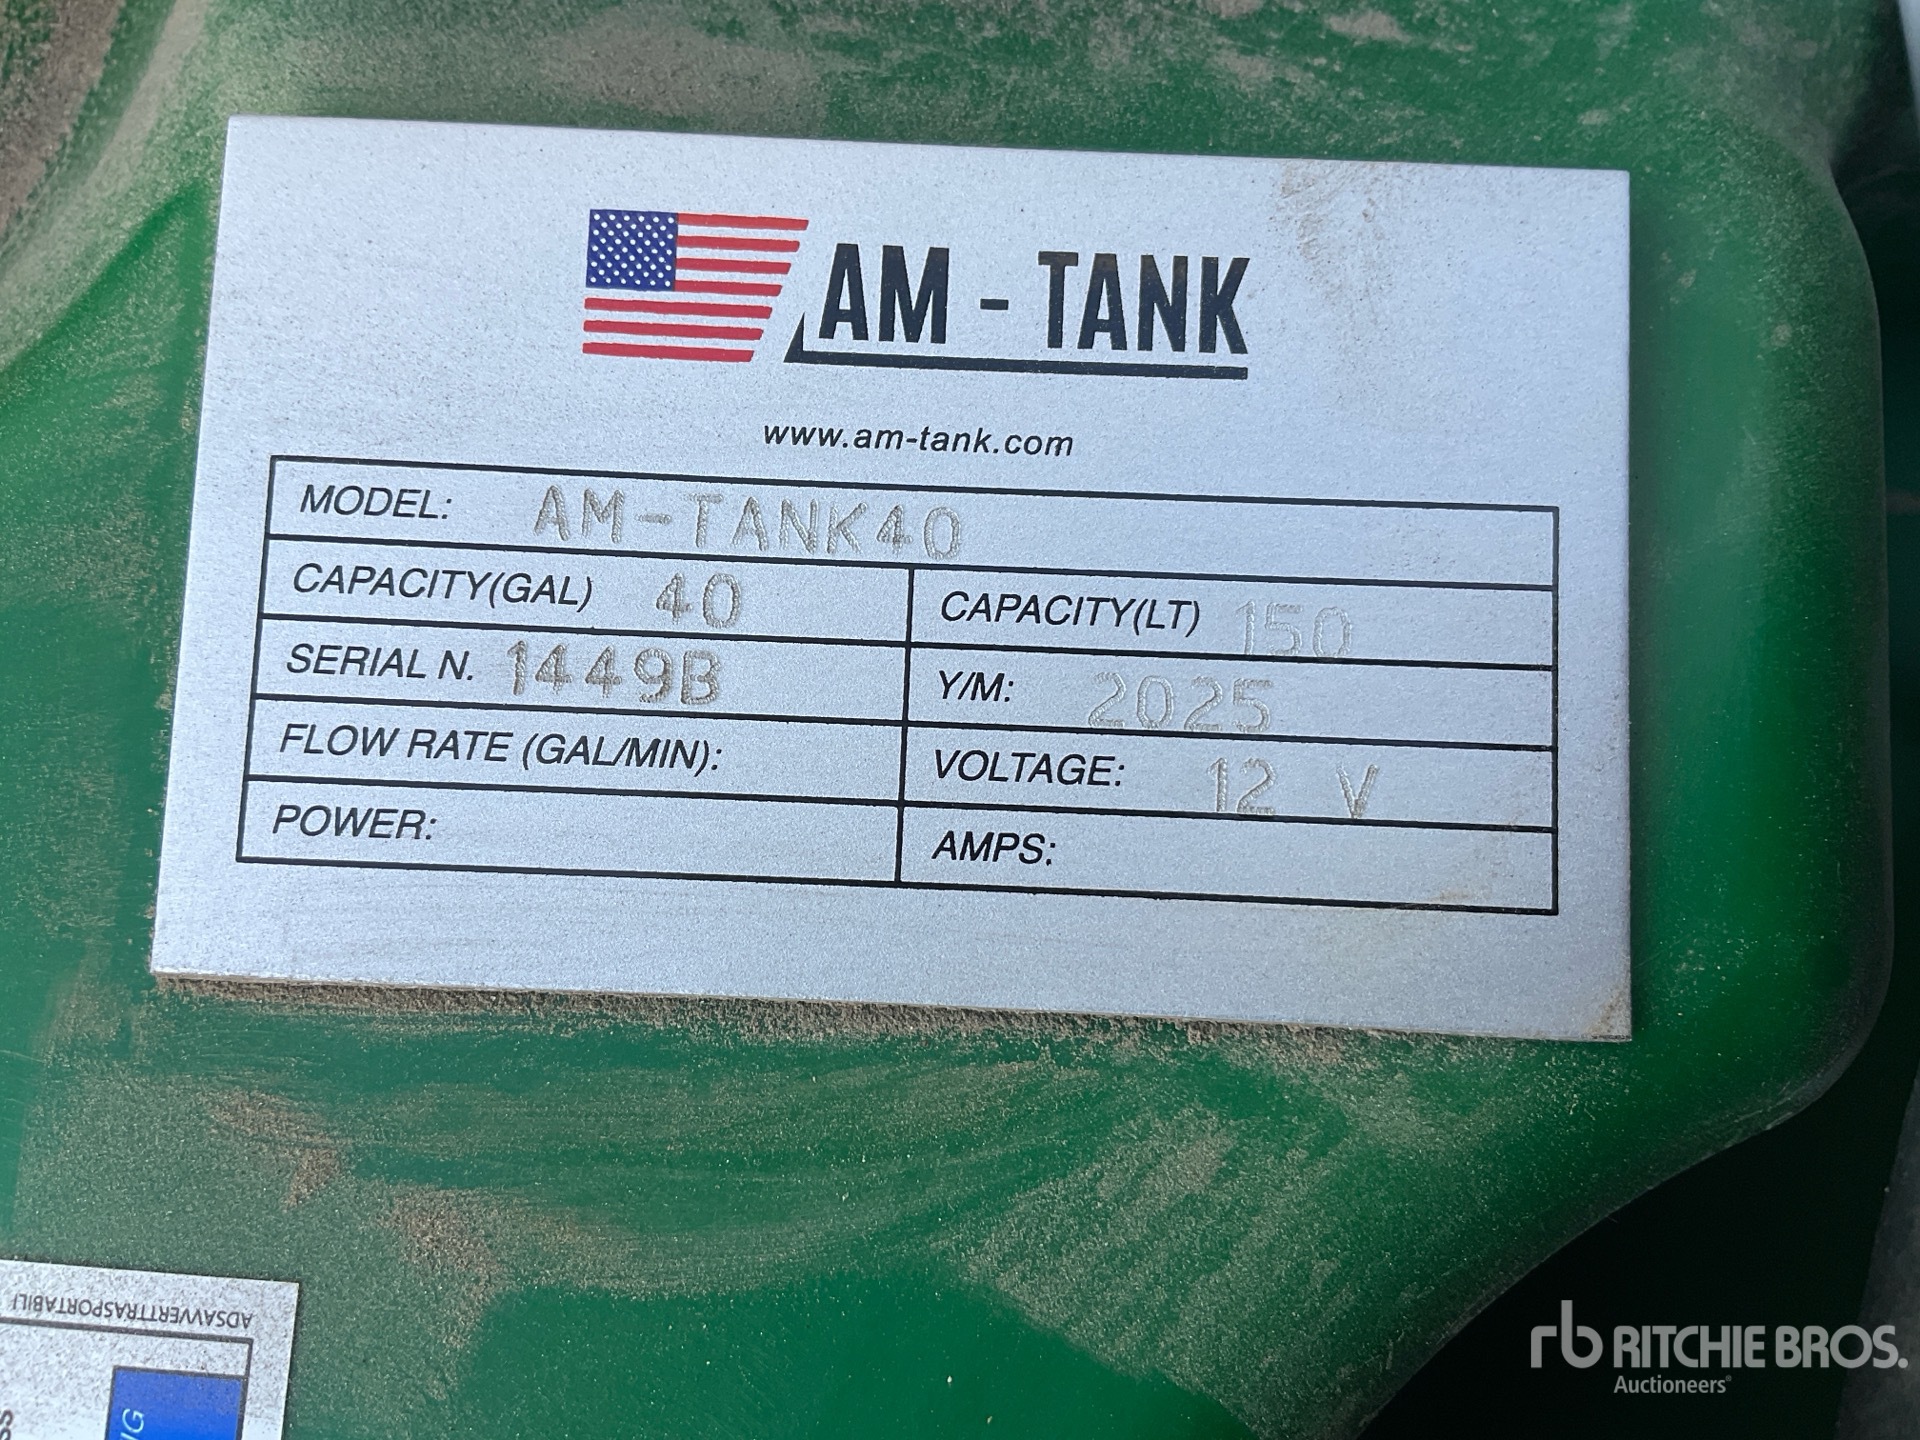 AM - TANK
www.am-tank.com
MODEL: AM-TANK40
CAPACITY(GAL) 40 CAPACITY(LT) 150
SERIAL N. 1449B Y/M: 2025
FLOW RATE (GAL/MIN): VOLTAGE: 12 V
POWER: AMPS:
ADSAVVERTTRASPORTABILI
rb RITCHIE BROS.
Auctioneers